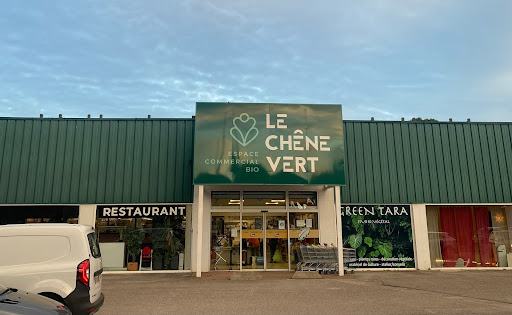 LE
CHÊNE
VERT
ESPACE
COMMERCIAL
BIO
RESTAURANT
GREEN TARA